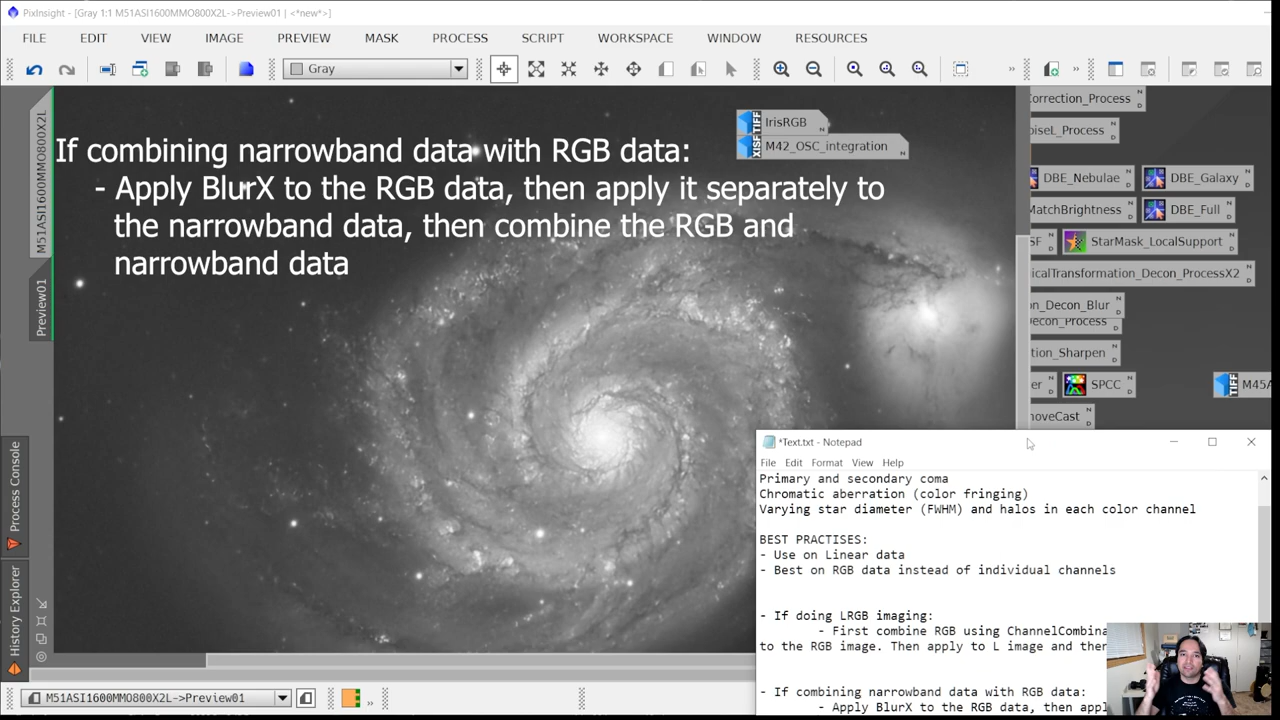 PixInsight - [Gray 1:1 M51ASI1600MMO800X2L->Preview01 | <*new*>]
FILE EDIT VIEW IMAGE PREVIEW MASK PROCESS SCRIPT WORKSPACE WINDOW RESOURCES
Gray
M51ASI1600MMO800X2L
Preview01
Process Console
History Explorer
If combining narrowband data with RGB data:
- Apply BlurX to the RGB data, then apply it separately to
the narrowband data, then combine the RGB and
narrowband data
TIFF IrisRGB
XISF M42_OSC_integration
Correction_Process
oiseL_Process
DBE_Nebulae DBE_Galaxy
MatchBrightness DBE_Full
SF StarMask_LocalSupport
icalTransformation_Decon_ProcessX2
on_Decon_Blur
Decon_Process
tion_Sharpen
er SPCC TIFF M45A
noveCast
*Text.txt - Notepad
File Edit Format View Help
Primary and secondary coma
Chromatic aberration (color fringing)
Varying star diameter (FWHM) and halos in each color channel
BEST PRACTISES:
- Use on Linear data
- Best on RGB data instead of individual channels
- If doing LRGB imaging:
- First combine RGB using ChannelCombina
to the RGB image. Then apply to L image and then
- If combining narrowband data with RGB data:
- Apply BlurX to the RGB data, then appl
M51ASI1600MMO800X2L->Preview01